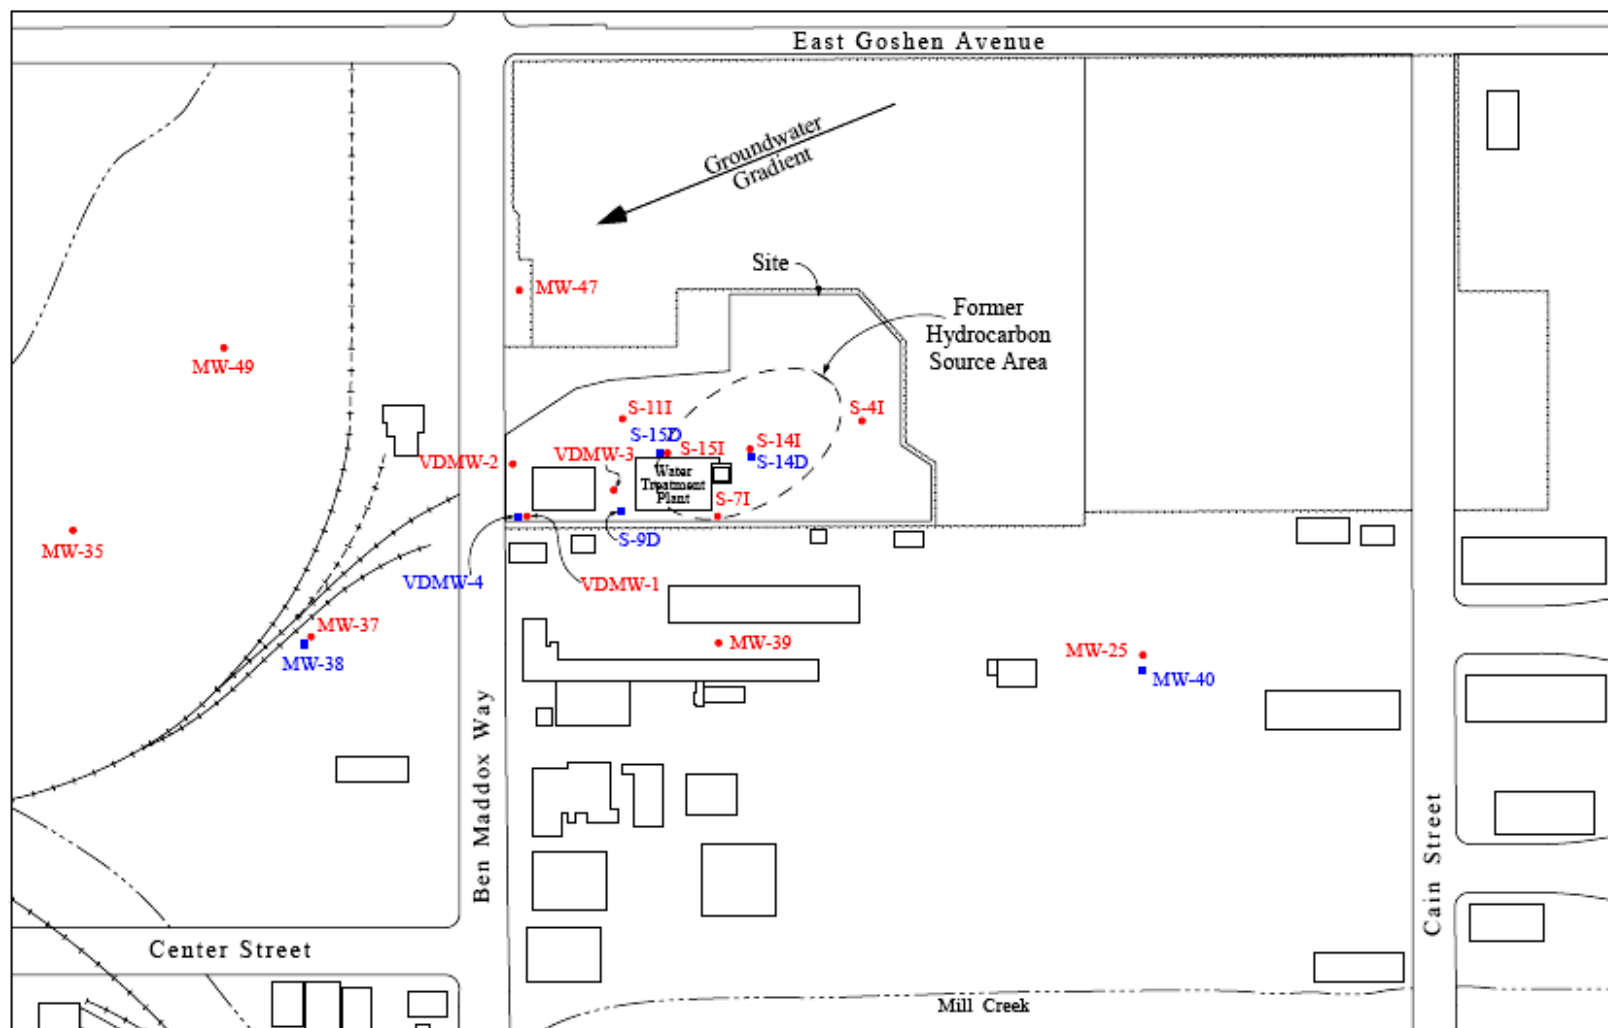 East Goshen Avenue
Groundwater
Gradient
Site
MW-47
Former
Hydrocarbon
Source Area
MW-49
S-11I
S-4I
S-15D
S-14I
VDMW-3
S-15I
VDMW-2
S-14D
Water
Treatment
Plant
S-7I
MW-35
S-9D
VDMW-4
VDMW-1
MW-37
MW-39
MW-25
MW-38
MW-40
Ben Maddox Way
Cain Street
Center Street
Mill Creek